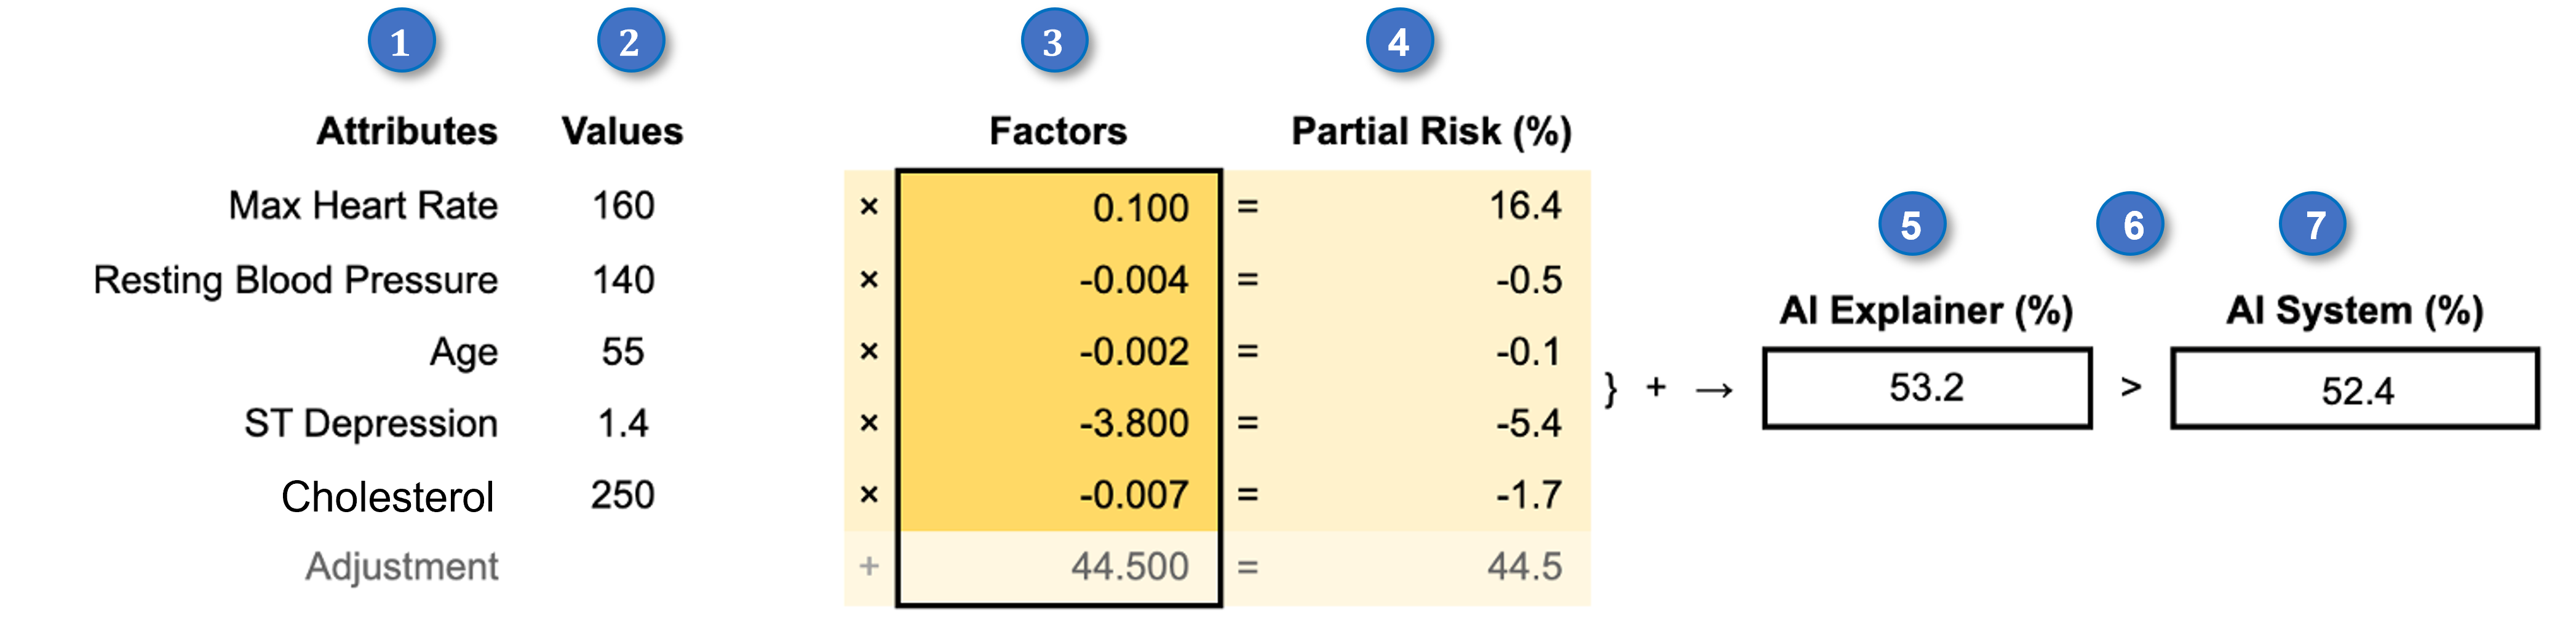 1 2 3 4
Attributes Values Factors Partial Risk (%)
Max Heart Rate 160 × 0.100 = 16.4
5 6 7
Resting Blood Pressure 140 × -0.004 = -0.5
AI Explainer (%) AI System (%)
Age 55 × -0.002 = -0.1
} + → 53.2 > 52.4
ST Depression 1.4 × -3.800 = -5.4
Cholesterol 250 × -0.007 = -1.7
Adjustment + 44.500 = 44.5